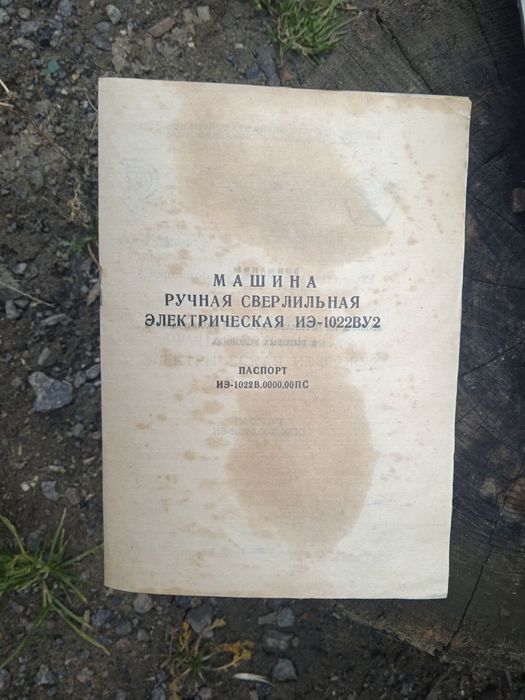 МАШИНА
РУЧНАЯ СВЕРЛИЛЬНАЯ
ЭЛЕКТРИЧЕСКАЯ ИЭ-1022ВУ2
ПАСПОРТ
ИЭ-1022В.0000.00ПС